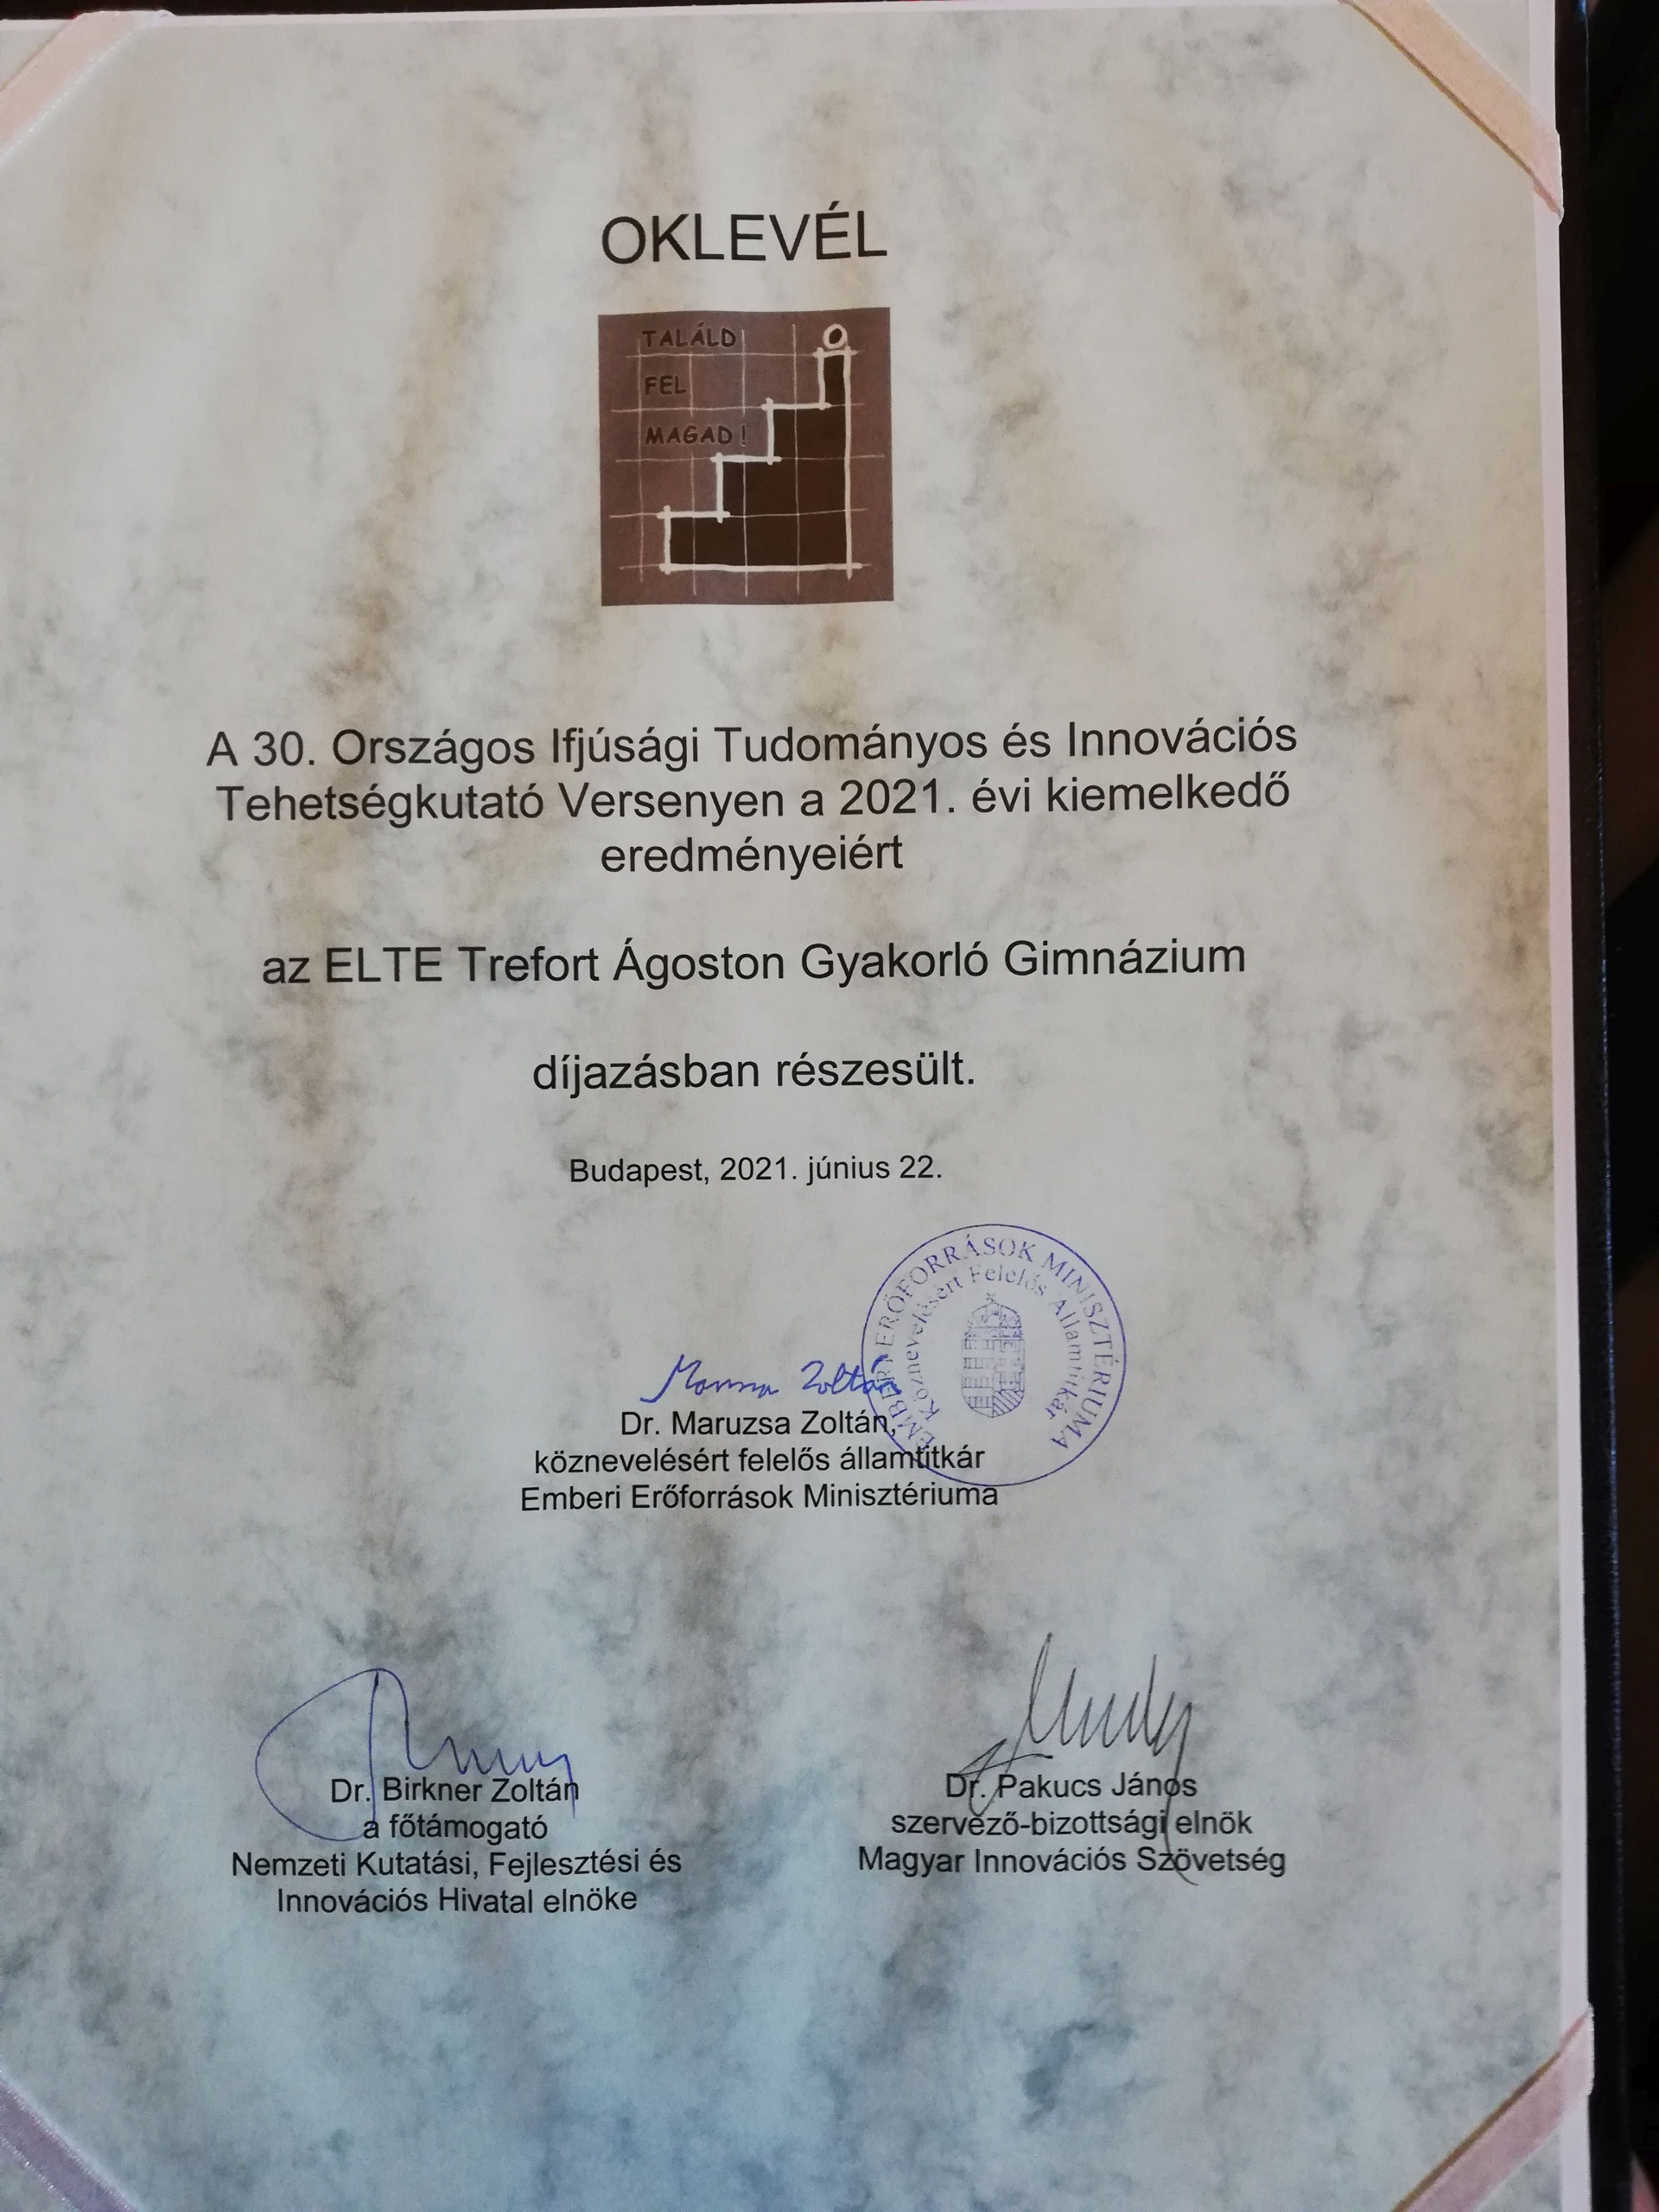 OKLEVÉL
TALÁLD
FEL
MAGAD!
A 30. Országos Ifjúsági Tudományos és Innovációs
Tehetségkutató Versenyen a 2021. évi kiemelkedő
eredményeiért
az ELTE Trefort Ágoston Gyakorló Gimnázium
díjazásban részesült.
Budapest, 2021. június 22.
EMBERI ERŐFORRÁSOK MINISZTÉRIUMA
Köznevelésért Felelős Államtitkár
Dr. Maruzsa Zoltán,
köznevelésért felelős államtitkár
Emberi Erőforrások Minisztériuma
Dr. Birkner Zoltán
a főtámogató
Nemzeti Kutatási, Fejlesztési és
Innovációs Hivatal elnöke
Dr. Pakucs János
szervező-bizottsági elnök
Magyar Innovációs Szövetség